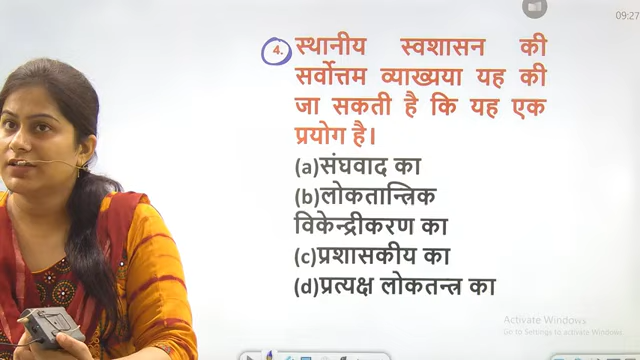 09:27
4. स्थानीय स्वशासन की
सर्वोत्तम व्याख्यया यह की
जा सकती है कि यह एक
प्रयोग है।
(a)संघवाद का
(b)लोकतान्त्रिक
विकेन्द्रीकरण का
(c)प्रशासकीय का
(d)प्रत्यक्ष लोकतन्त्र का
Activate Windows
Go to Settings to activate Windows.